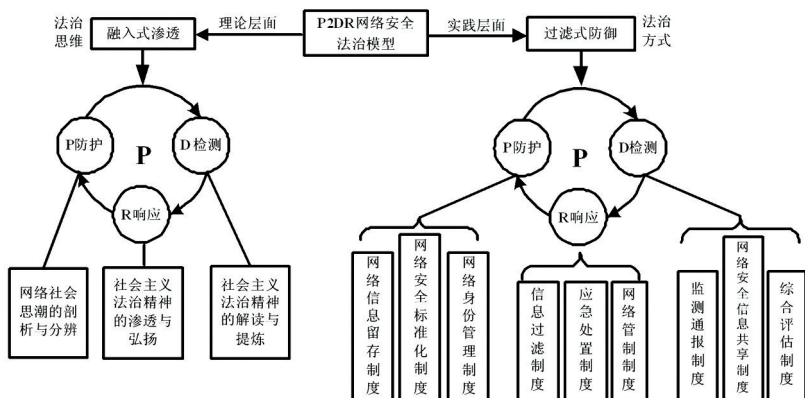 法治
思维
融入式渗透
理论层面
P2DR网络安全
法治模型
实践层面
过滤式防御
法治
方式
P防护
D检测
P
R响应
P防护
D检测
P
R响应
网络社会
思潮的剖
析与分辨
社会主义
法治精神
的渗透与
弘扬
社会主义
法治精神
的解读与
提炼
网络信息留存制度
网络安全标准化制度
网络身份管理制度
信息过滤制度
应急处置制度
网络管制制度
监测通报制度
网络安全信息共享制度
综合评估制度